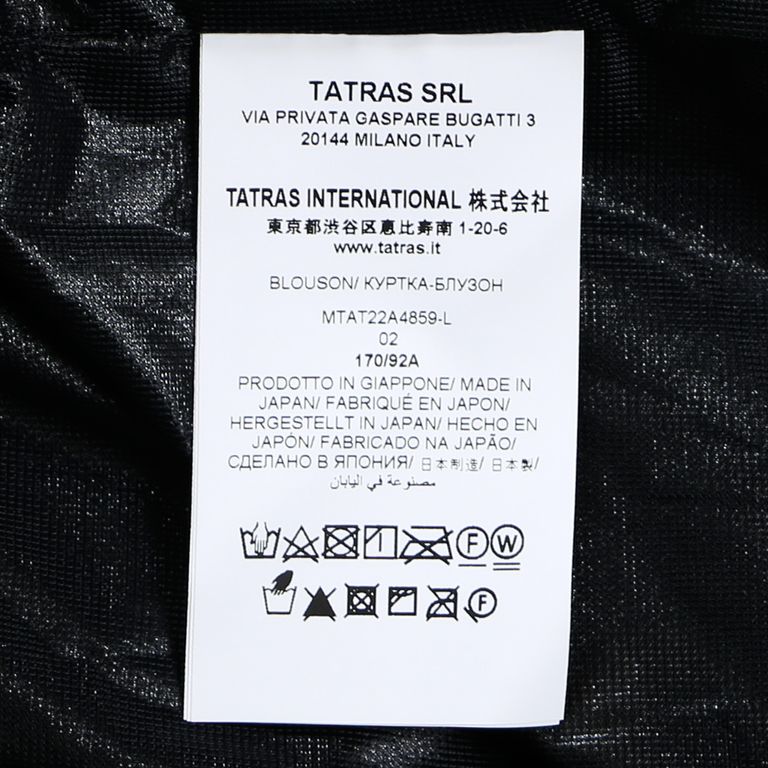 TATRAS SRL
VIA PRIVATA GASPARE BUGATTI 3
20144 MILANO ITALY
TATRAS INTERNATIONAL 株式会社
東京都渋谷区恵比寿南 1-20-6
www.tatras.it
BLOUSON/ КУРТКА-БЛУЗОН
MTAT22A4859-L
02
170/92A
PRODOTTO IN GIAPPONE/ MADE IN
JAPAN/ FABRIQUÉ EN JAPON/
HERGESTELLT IN JAPAN/ HECHO EN
JAPÓN/ FABRICADO NA JAPÃO/
СДЕЛАНО В ЯПОНИЯ/ 日本制造/ 日本製/
مصنوعة في اليابان
F W
F